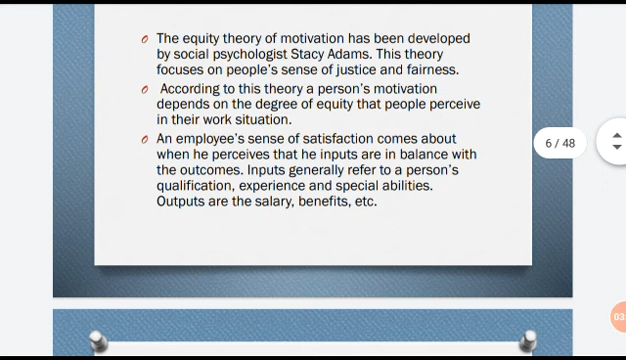 The equity theory of motivation has been developed
by social psychologist Stacy Adams. This theory
focuses on people's sense of justice and fairness.
According to this theory a person's motivation
depends on the degree of equity that people perceive
in their work situation.
An employee's sense of satisfaction comes about
when he perceives that he inputs are in balance with
the outcomes. Inputs generally refer to a person's
qualification, experience and special abilities.
Outputs are the salary, benefits, etc.
6 / 48